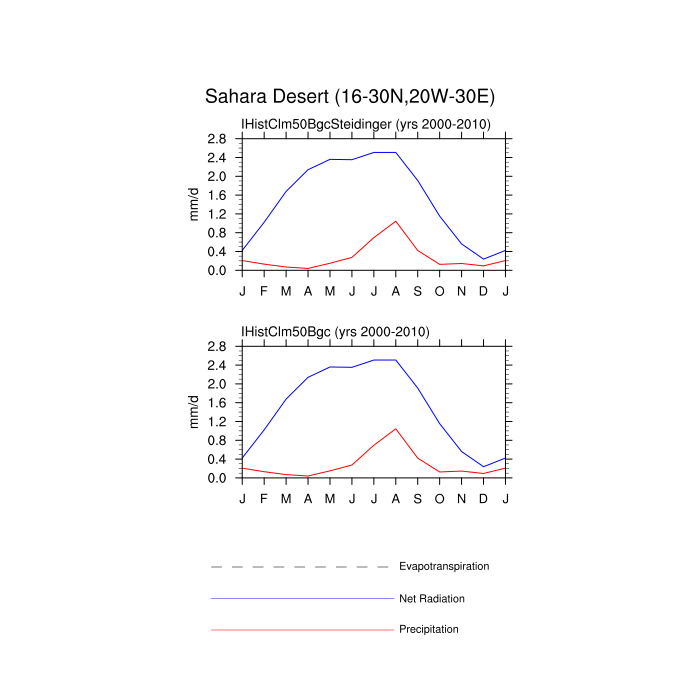 Sahara Desert (16-30N,20W-30E)
IHistClm50BgcSteidinger (yrs 2000-2010)
2.8
2.4
2.0
1.6
1.2
0.8
0.4
0.0
mm/d
J F M A M J J A S O N D J
IHistClm50Bgc (yrs 2000-2010)
2.8
2.4
2.0
1.6
1.2
0.8
0.4
0.0
mm/d
J F M A M J J A S O N D J
Evapotranspiration
Net Radiation
Precipitation